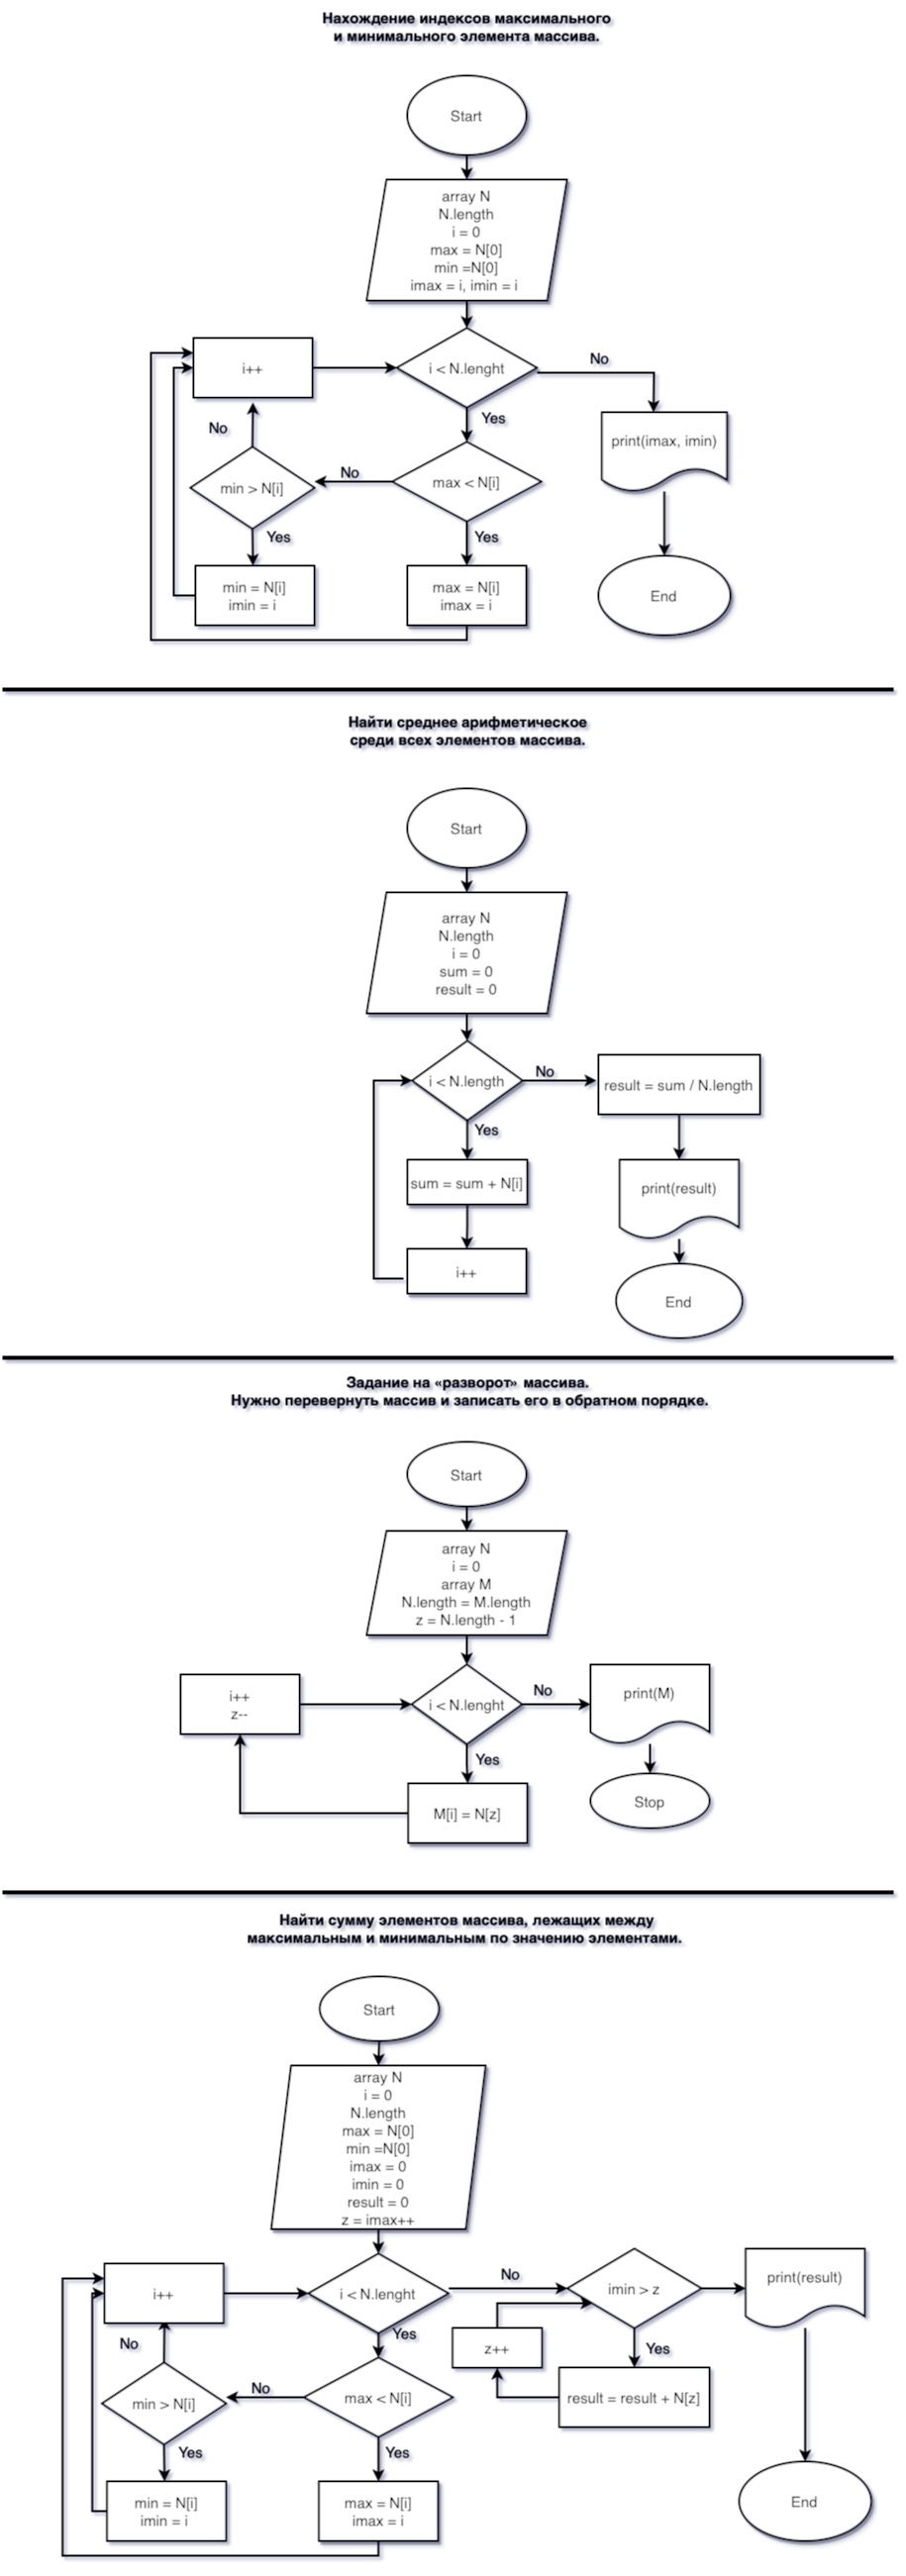 Нахождение индексов максимального
и минимального элемента массива.
Start
array N
N.length
i = 0
max = N[0]
min =N[0]
imax = i, imin = i
i++
i < N.lenght
No
Yes
print(imax, imin)
No
min > N[i]
No
max < N[i]
Yes
Yes
min = N[i]
imin = i
max = N[i]
imax = i
End
Найти среднее арифметическое
среди всех элементов массива.
Start
array N
N.length
i = 0
sum = 0
result = 0
i < N.length
No
result = sum / N.length
Yes
sum = sum + N[i]
print(result)
i++
End
Задание на «разворот» массива.
Нужно перевернуть массив и записать его в обратном порядке.
Start
array N
i = 0
array M
N.length = M.length
z = N.length - 1
i++
z--
i < N.lenght
No
print(M)
Yes
M[i] = N[z]
Stop
Найти сумму элементов массива, лежащих между
максимальным и минимальным по значению элементами.
Start
array N
i = 0
N.length
max = N[0]
min =N[0]
imax = 0
imin = 0
result = 0
z = imax++
i++
i < N.lenght
No
imin > z
print(result)
Yes
No
z++
Yes
min > N[i]
No
max < N[i]
result = result + N[z]
Yes
Yes
min = N[i]
imin = i
max = N[i]
imax = i
End